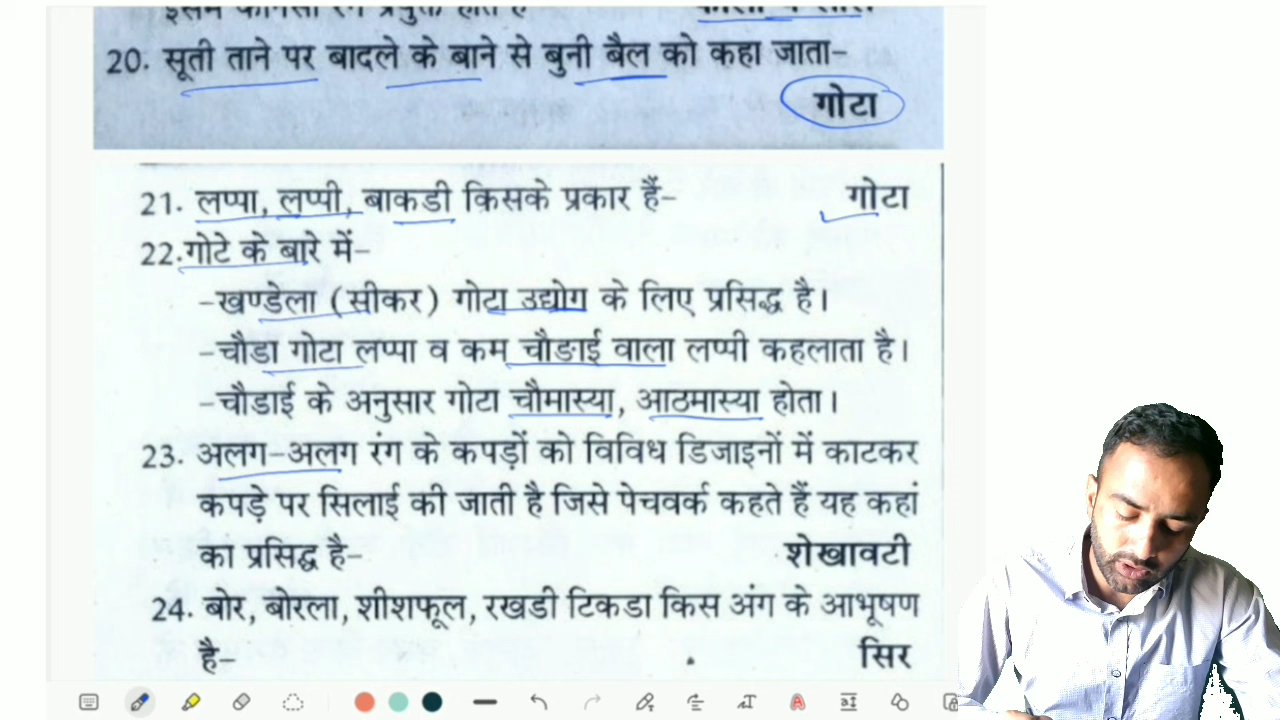 20. सूती ताने पर बादले के बाने से बुनी बैल को कहा जाता-
गोटा
21. लप्पा, लप्पी, बाकडी किसके प्रकार हैं- गोटा
22.गोटे के बारे में-
-खण्डेला (सीकर) गोटा उद्योग के लिए प्रसिद्ध है।
-चौडा गोटा लप्पा व कम चौडाई वाला लप्पी कहलाता है।
-चौडाई के अनुसार गोटा चौमास्या, आठमास्या होता।
23. अलग-अलग रंग के कपड़ों को विविध डिजाइनों में काटकर
कपड़े पर सिलाई की जाती है जिसे पेचवर्क कहते हैं यह कहां
का प्रसिद्ध है- शेखावटी
24. बोर, बोरला, शीशफूल, रखडी टिकडा किस अंग के आभूषण
है- सिर